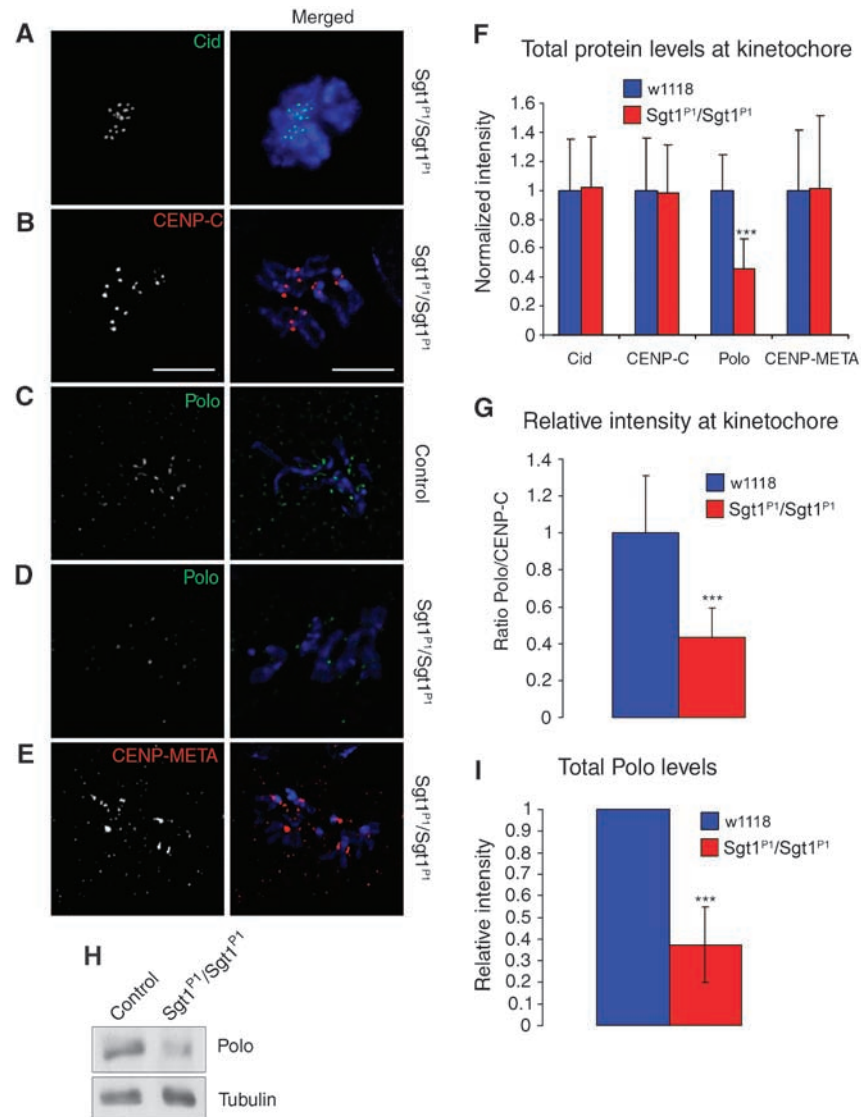 Merged
A
Cid
Sgt1ᴾ¹/Sgt1ᴾ¹
B
CENP-C
Sgt1ᴾ¹/Sgt1ᴾ¹
C
Polo
Control
D
Polo
Sgt1ᴾ¹/Sgt1ᴾ¹
E
CENP-META
Sgt1ᴾ¹/Sgt1ᴾ¹
F
Total protein levels at kinetochore
w1118
Sgt1ᴾ¹/Sgt1ᴾ¹
Normalized intensity
1.6
1.4
1.2
1
0.8
0.6
0.4
0.2
0
***
Cid CENP-C Polo CENP-META
G
Relative intensity at kinetochore
w1118
Sgt1ᴾ¹/Sgt1ᴾ¹
Ratio Polo/CENP-C
1.4
1.2
1
0.8
0.6
0.4
0.2
0
***
H
Control
Sgt1ᴾ¹/Sgt1ᴾ¹
Polo
Tubulin
I
Total Polo levels
w1118
Sgt1ᴾ¹/Sgt1ᴾ¹
Relative intensity
1
0.9
0.8
0.7
0.6
0.5
0.4
0.3
0.2
0.1
0
***